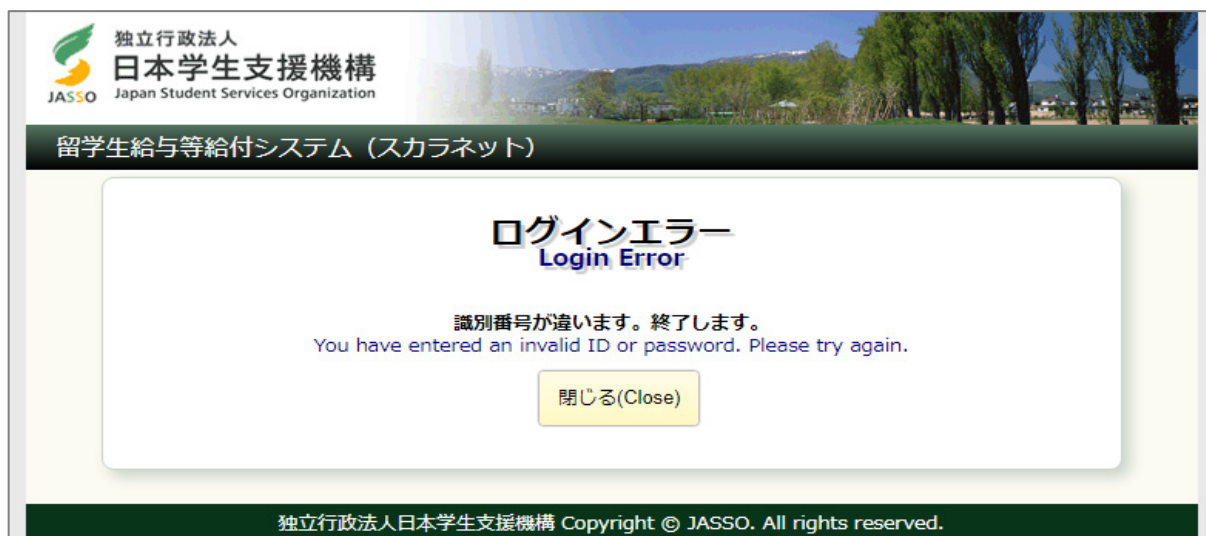 独立行政法人
日本学生支援機構
JASSO Japan Student Services Organization
留学生給与等給付システム（スカラネット）
ログインエラー
Login Error
識別番号が違います。終了します。
You have entered an invalid ID or password. Please try again.
閉じる(Close)
独立行政法人日本学生支援機構 Copyright © JASSO. All rights reserved.